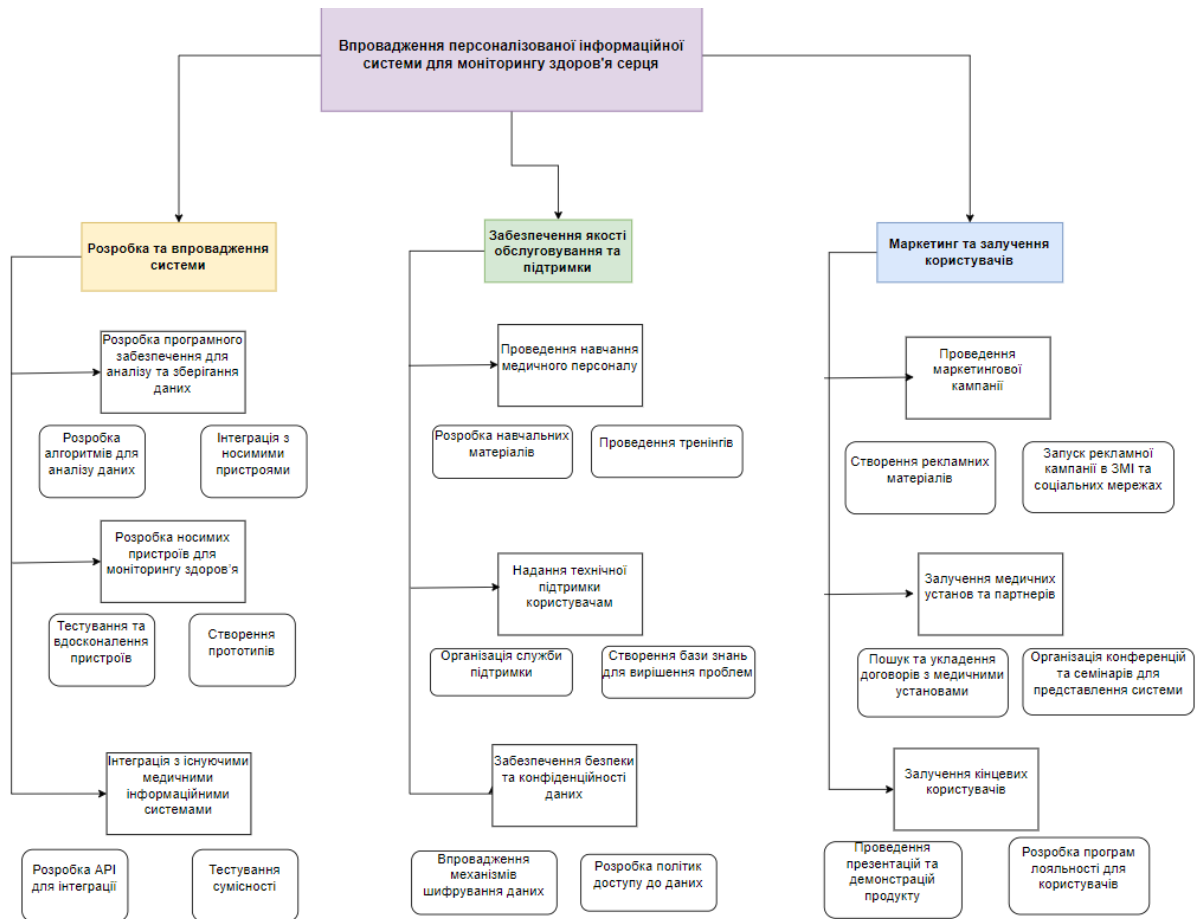 Впровадження персоналізованої інформаційної
системи для моніторингу здоров'я серця
Розробка та впровадження
системи
Забезпечення якості
обслуговування та
підтримки
Маркетинг та залучення
користувачів
Розробка програмного
забезпечення для
аналізу та зберігання
даних
Розробка
алгоритмів для
аналізу даних
Інтеграція з
носимими
пристроями
Розробка носимих
пристроїв для
моніторингу здоров'я
Тестування та
вдосконалення
пристроїв
Створення
прототипів
Інтеграція з існуючими
медичними
інформаційними
системами
Розробка API
для інтеграції
Тестування
сумісності
Проведення навчання
медичного персоналу
Розробка навчальних
матеріалів
Проведення тренінгів
Надання технічної
підтримки
користувачам
Організація служби
підтримки
Створення бази знань
для вирішення проблем
Забезпечення безпеки
та конфіденційності
даних
Впровадження
механізмів
шифрування даних
Розробка політик
доступу до даних
Проведення
маркетингової
кампанії
Створення рекламних
матеріалів
Запуск рекламної
кампанії в ЗМІ та
соціальних мережах
Залучення медичних
установ та партнерів
Пошук та укладення
договорів з медичними
установами
Організація конференцій
та семінарів для
представлення системи
Залучення кінцевих
користувачів
Проведення
презентацій та
демонстрацій
продукту
Розробка програм
лояльності для
користувачів